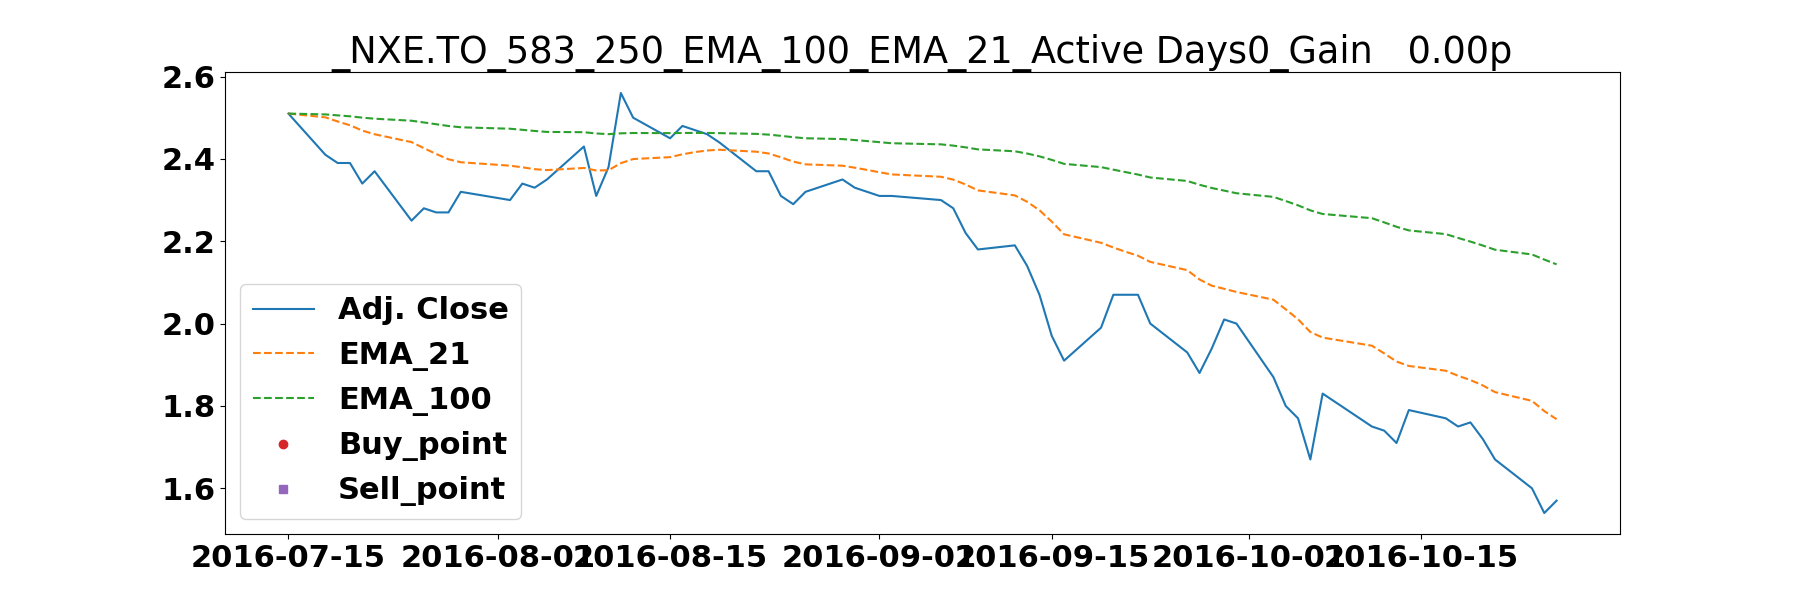 _NXE.TO_583_250_EMA_100_EMA_21_Active Days0_Gain   0.00p
2.6
2.4
2.2
2.0
1.8
1.6
Adj. Close
EMA_21
EMA_100
Buy_point
Sell_point
2016-07-15 2016-08-01 2016-08-15 2016-09-01 2016-09-15 2016-10-01 2016-10-15